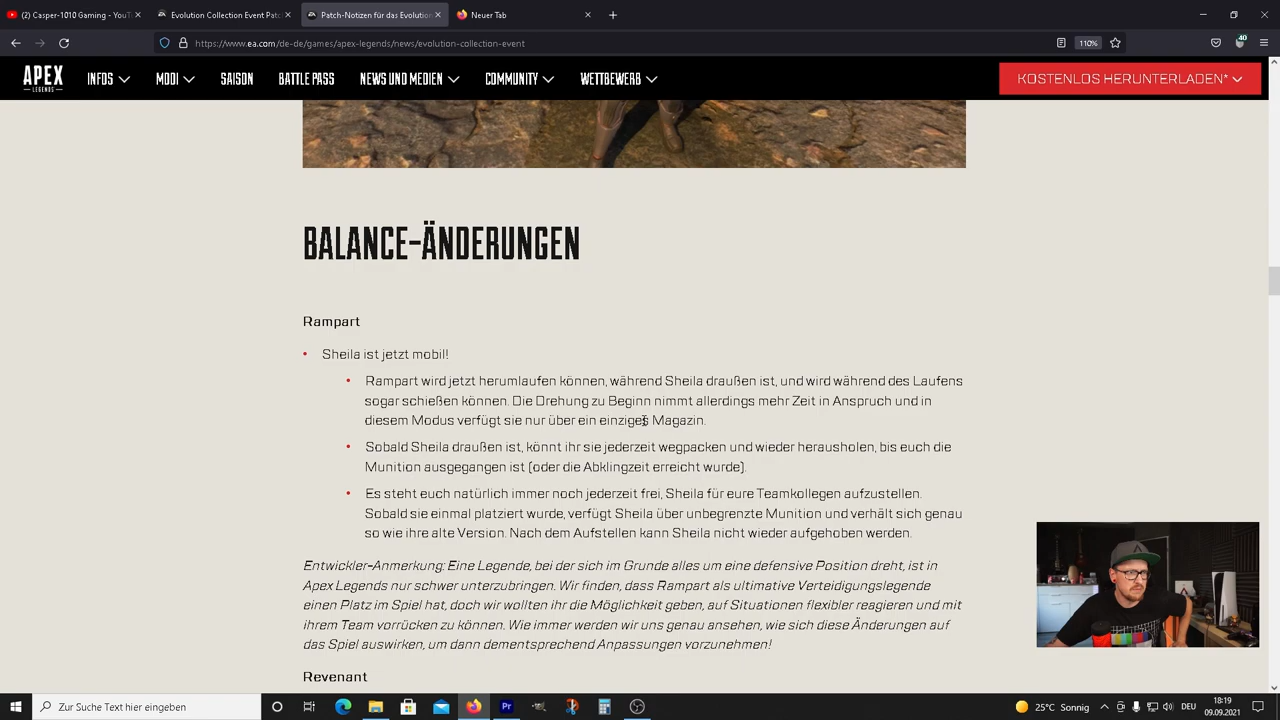 (2) Casper-1010 Gaming - YouT
Evolution Collection Event Patch
Patch-Notizen für das Evolution
Neuer Tab
https://www.ea.com/de-de/games/apex-legends/news/evolution-collection-event
110%
40
APEX
LEGENDS
INFOS
MODI
SAISON
BATTLE PASS
NEWS UND MEDIEN
COMMUNITY
WETTBEWERB
KOSTENLOS HERUNTERLADEN*
BALANCE-ÄNDERUNGEN
Rampart
• Sheila ist jetzt mobil!
• Rampart wird jetzt herumlaufen können, während Sheila draußen ist, und wird während des Laufens
sogar schießen können. Die Drehung zu Beginn nimmt allerdings mehr Zeit in Anspruch und in
diesem Modus verfügt sie nur über ein einziges Magazin.
• Sobald Sheila draußen ist, könnt ihr sie jederzeit wegpacken und wieder herausholen, bis euch die
Munition ausgegangen ist (oder die Abklingzeit erreicht wurde).
• Es steht euch natürlich immer noch jederzeit frei, Sheila für eure Teamkollegen aufzustellen.
Sobald sie einmal platziert wurde, verfügt Sheila über unbegrenzte Munition und verhält sich genau
so wie ihre alte Version. Nach dem Aufstellen kann Sheila nicht wieder aufgehoben werden.
Entwickler-Anmerkung: Eine Legende, bei der sich im Grunde alles um eine defensive Position dreht, ist in
Apex Legends nur schwer unterzubringen. Wir finden, dass Rampart als ultimative Verteidigungslegende
einen Platz im Spiel hat, doch wir wollten ihr die Möglichkeit geben, auf Situationen flexibler reagieren und mit
ihrem Team vorrücken zu können. Wie immer werden wir uns genau ansehen, wie sich diese Änderungen auf
das Spiel auswirken, um dann dementsprechend Anpassungen vorzunehmen!
Revenant
Zur Suche Text hier eingeben
Pr
25°C Sonnig
DEU
18:19
09.09.2021